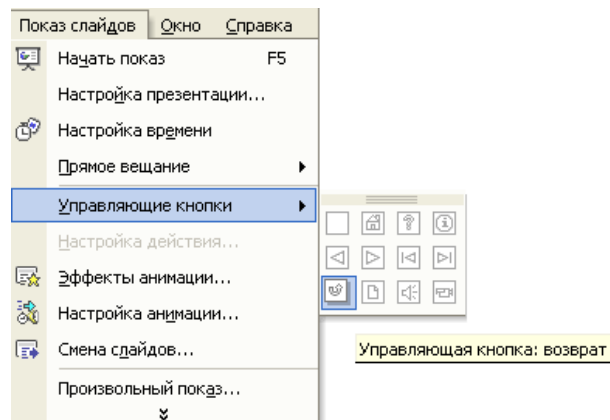 Показ слайдов Окно Справка
Начать показ F5
Настройка презентации...
Настройка времени
Прямое вещание
Управляющие кнопки
Настройка действия...
Эффекты анимации...
Настройка анимации...
Смена слайдов...
Управляющая кнопка: возврат
Произвольный показ...